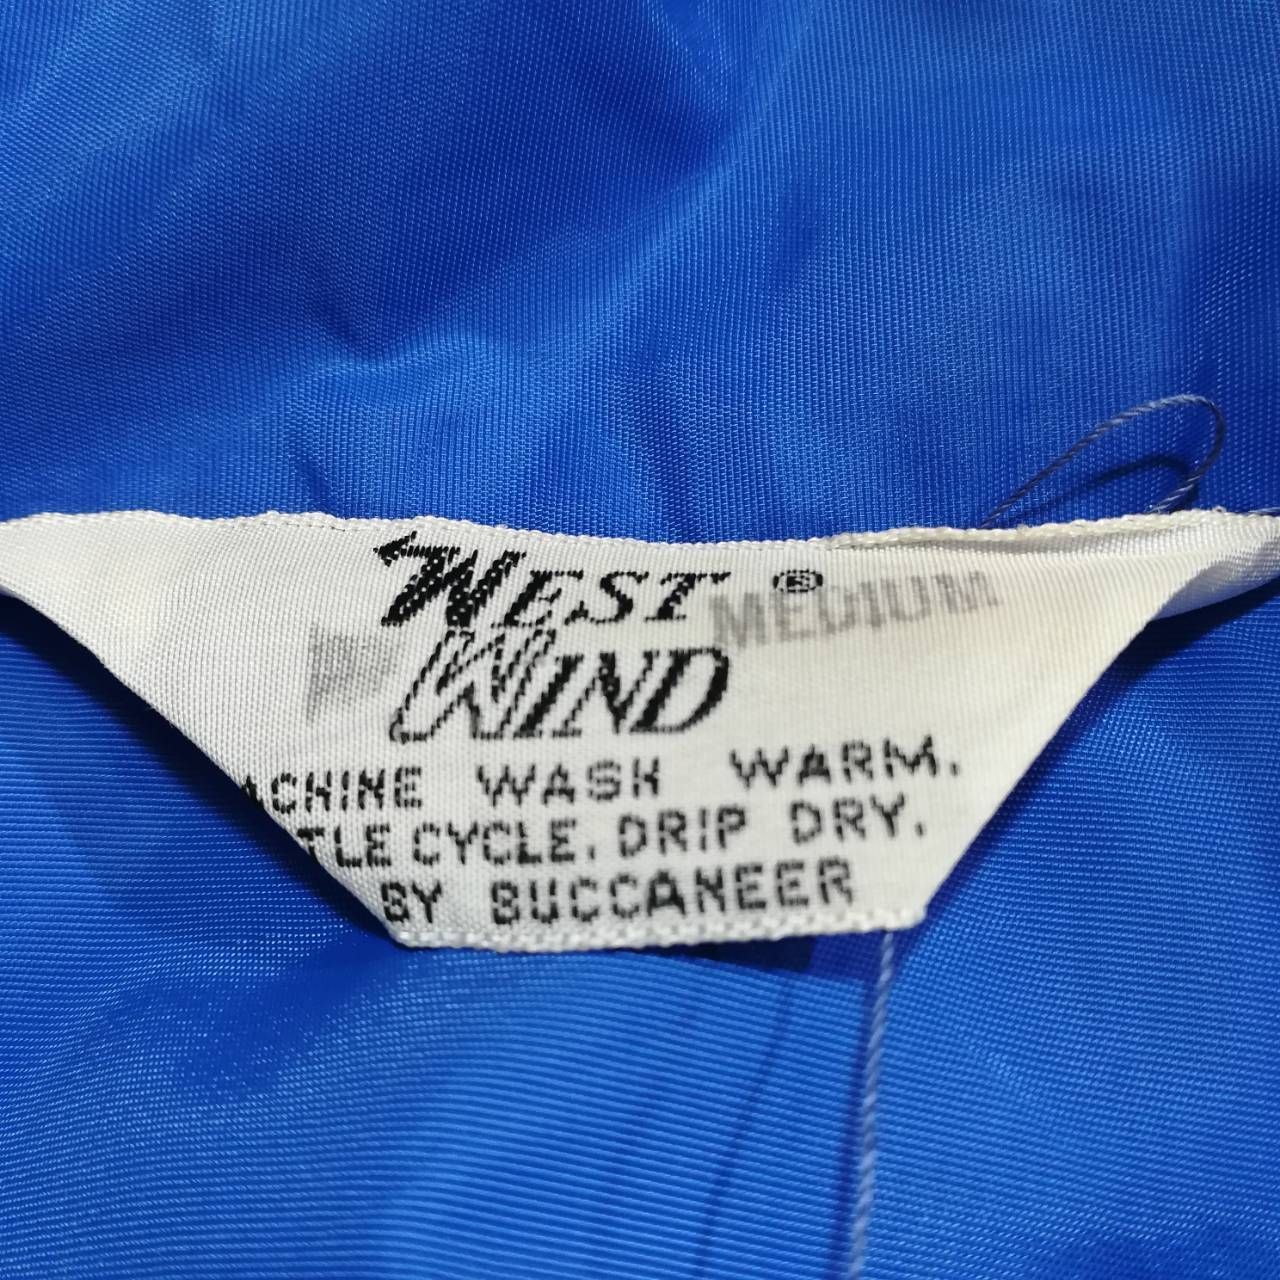 WEST ®
MEDIUM
WIND
ACHINE WASH WARM.
TLE CYCLE. DRIP DRY.
BY BUCCANEER